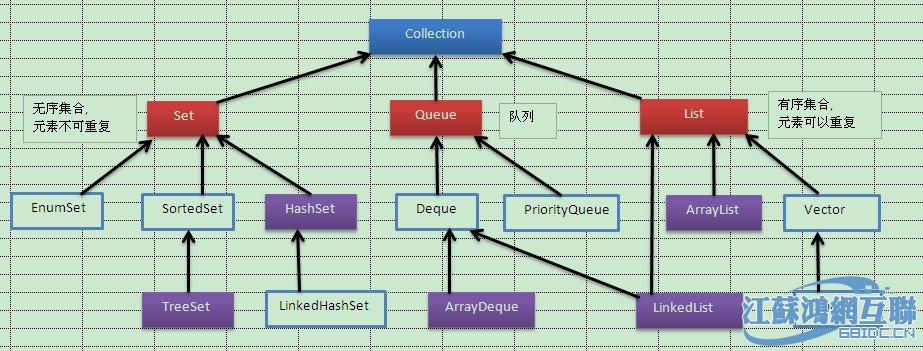 Collection
无序集合,
元素不可重复
Set
Queue
队列
List
有序集合,
元素可以重复
EnumSet
SortedSet
HashSet
Deque
PriorityQueue
ArrayList
Vector
TreeSet
LinkedHashSet
ArrayDeque
LinkedList
江蘇鴻網互聯
68IDC.CN